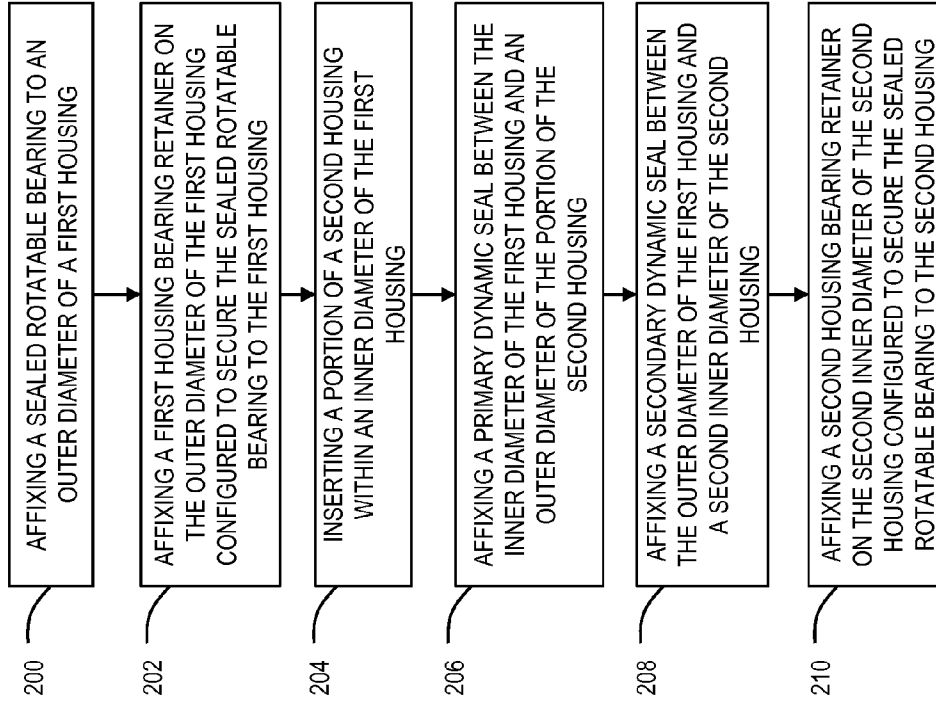 200
AFFIXING A SEALED ROTATABLE BEARING TO AN
OUTER DIAMETER OF A FIRST HOUSING
202
AFFIXING A FIRST HOUSING BEARING RETAINER ON
THE OUTER DIAMETER OF THE FIRST HOUSING
CONFIGURED TO SECURE THE SEALED ROTATABLE
BEARING TO THE FIRST HOUSING
204
INSERTING A PORTION OF A SECOND HOUSING
WITHIN AN INNER DIAMETER OF THE FIRST
HOUSING
206
AFFIXING A PRIMARY DYNAMIC SEAL BETWEEN THE
INNER DIAMETER OF THE FIRST HOUSING AND AN
OUTER DIAMETER OF THE PORTION OF THE
SECOND HOUSING
208
AFFIXING A SECONDARY DYNAMIC SEAL BETWEEN
THE OUTER DIAMETER OF THE FIRST HOUSING AND
A SECOND INNER DIAMETER OF THE SECOND
HOUSING
210
AFFIXING A SECOND HOUSING BEARING RETAINER
ON THE SECOND INNER DIAMETER OF THE SECOND
HOUSING CONFIGURED TO SECURE THE SEALED
ROTATABLE BEARING TO THE SECOND HOUSING